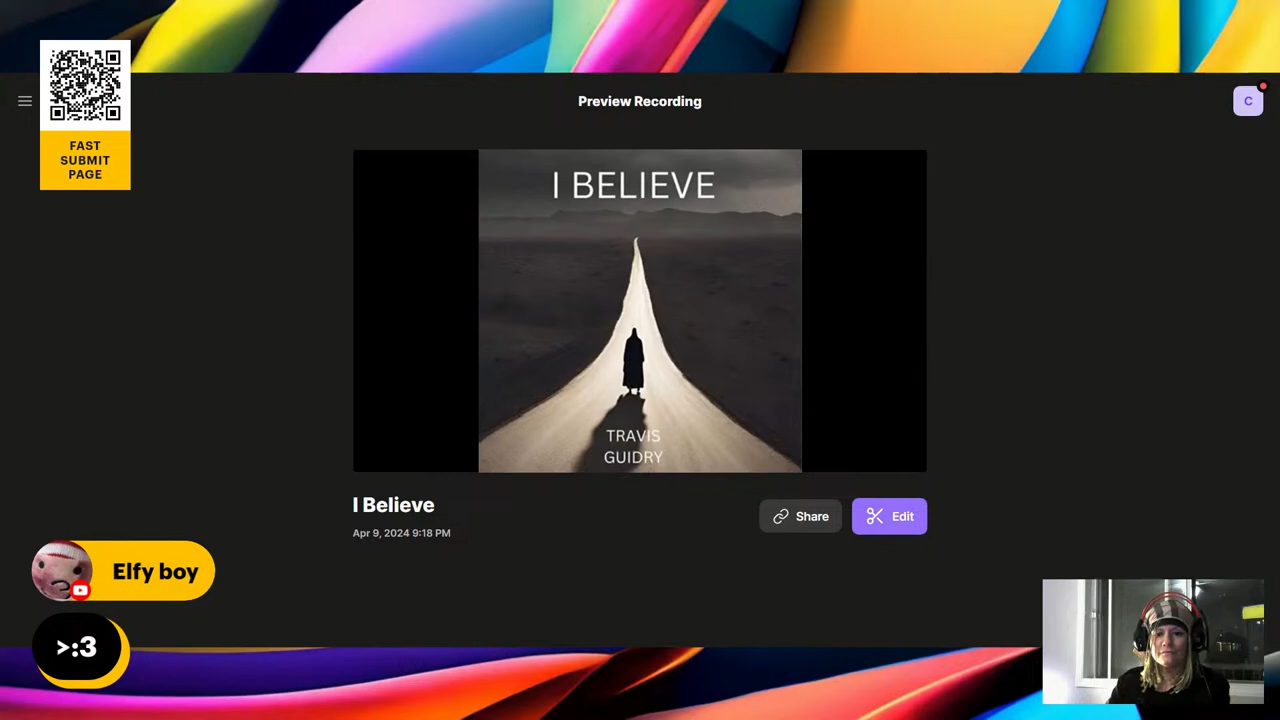 Preview Recording
C
FAST
SUBMIT
PAGE
I BELIEVE
TRAVIS
GUIDRY
I Believe
Apr 9, 2024 9:18 PM
Share
Edit
Elfy boy
>:3